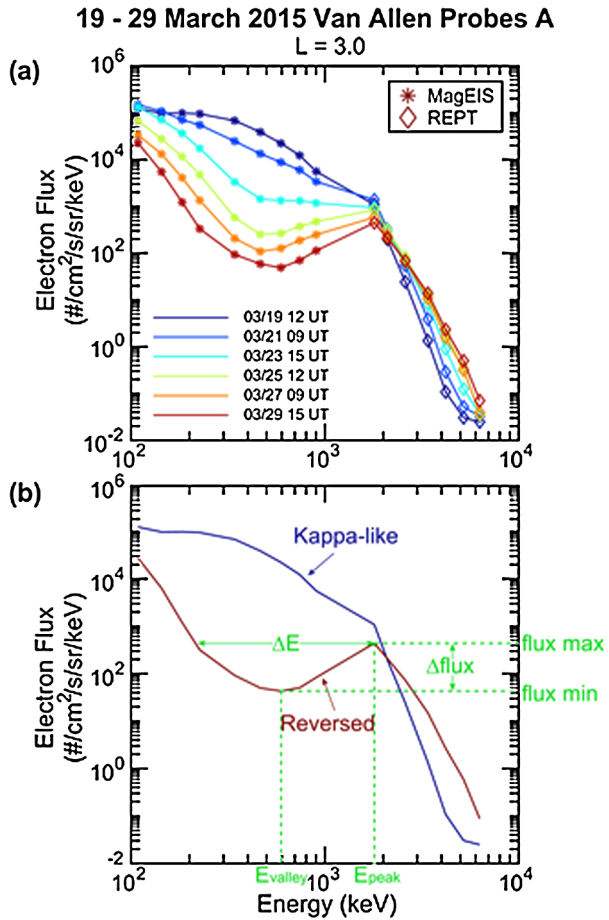 19 - 29 March 2015 Van Allen Probes A
L = 3.0
(a)
10^6
10^4
10^2
10^0
10^-2
Electron Flux
(#/cm^2/s/sr/keV)
MagEIS
REPT
03/19 12 UT
03/21 09 UT
03/23 15 UT
03/25 12 UT
03/27 09 UT
03/29 15 UT
10^2 10^3 10^4
(b)
10^6
10^4
10^2
10^0
-2
Electron Flux
(#/cm^2/s/sr/keV)
Kappa-like
ΔE
flux max
Δflux
flux min
Reversed
10^2 Evalley Epeak 10^3 10^4
Energy (keV)